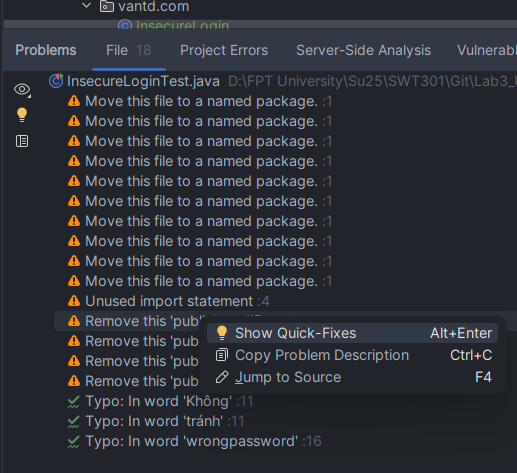 vantd.com
InsecureLogin
Problems File 18 Project Errors Server-Side Analysis Vulnerab
InsecureLoginTest.java D:\FPT University\Su25\SWT301\Git\Lab3_U
Move this file to a named package. :1
Move this file to a named package. :1
Move this file to a named package. :1
Move this file to a named package. :1
Move this file to a named package. :1
Move this file to a named package. :1
Move this file to a named package. :1
Move this file to a named package. :1
Move this file to a named package. :1
Move this file to a named package. :1
Unused import statement :4
Remove this 'publ
Show Quick-Fixes Alt+Enter
Remove this 'pub
Copy Problem Description Ctrl+C
Remove this 'pub
Jump to Source F4
Remove this 'pub
Typo: In word 'Không' :11
Typo: In word 'tránh' :11
Typo: In word 'wrongpassword' :16